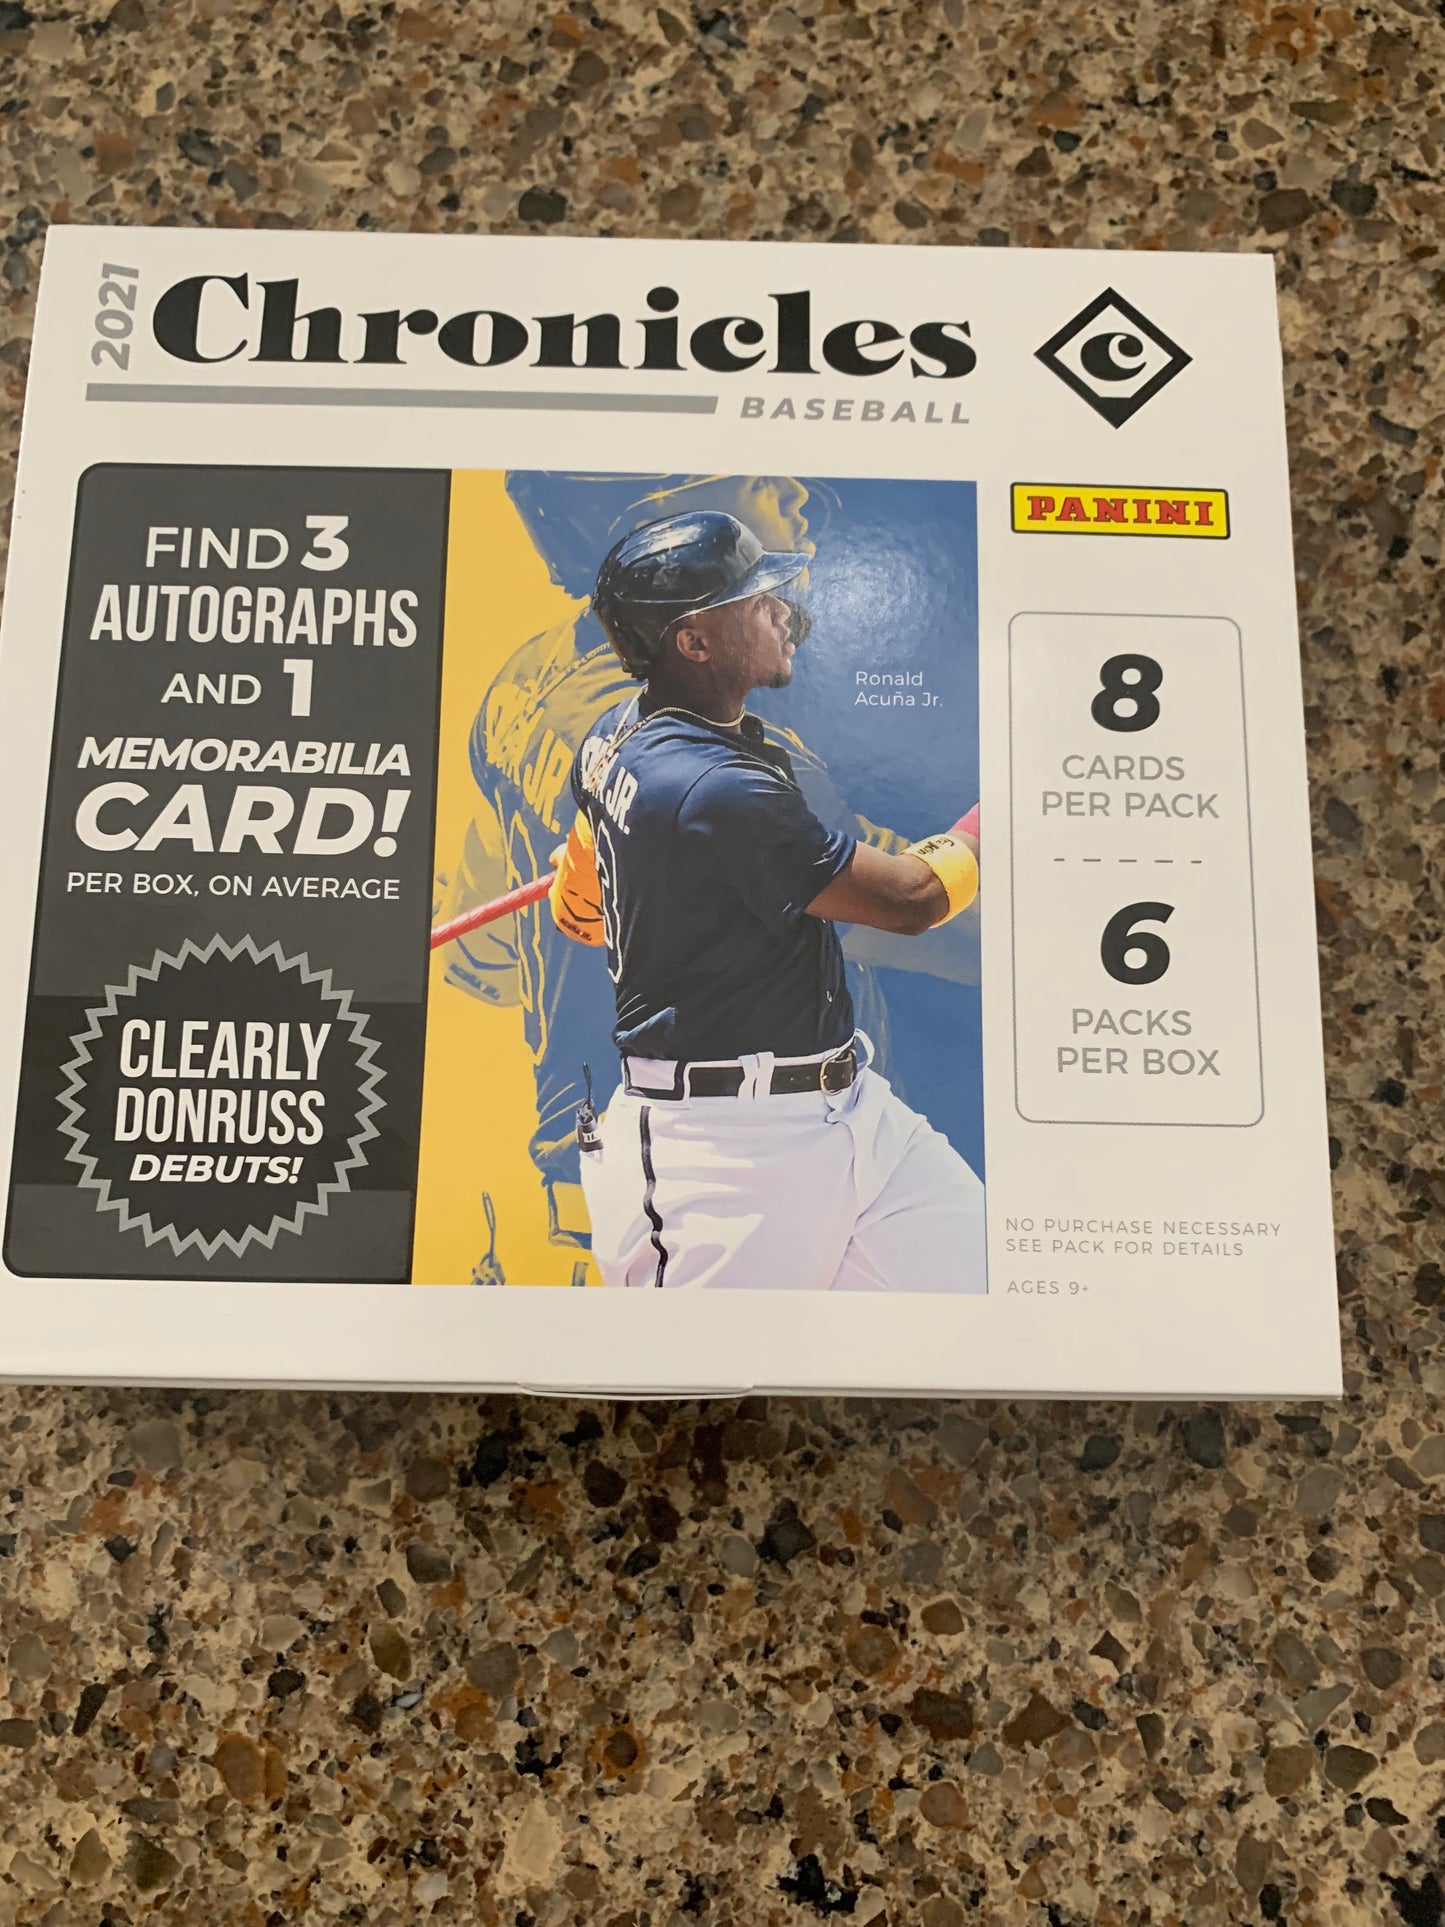 2021
Chronicles
BASEBALL
C
PANINI
FIND 3
AUTOGRAPHS
AND 1
MEMORABILIA
CARD!
PER BOX, ON AVERAGE
CLEARLY
DONRUSS
DEBUTS!
Ronald
Acuña Jr.
8
CARDS
PER PACK
6
PACKS
PER BOX
NO PURCHASE NECESSARY
SEE PACK FOR DETAILS
AGES 9+